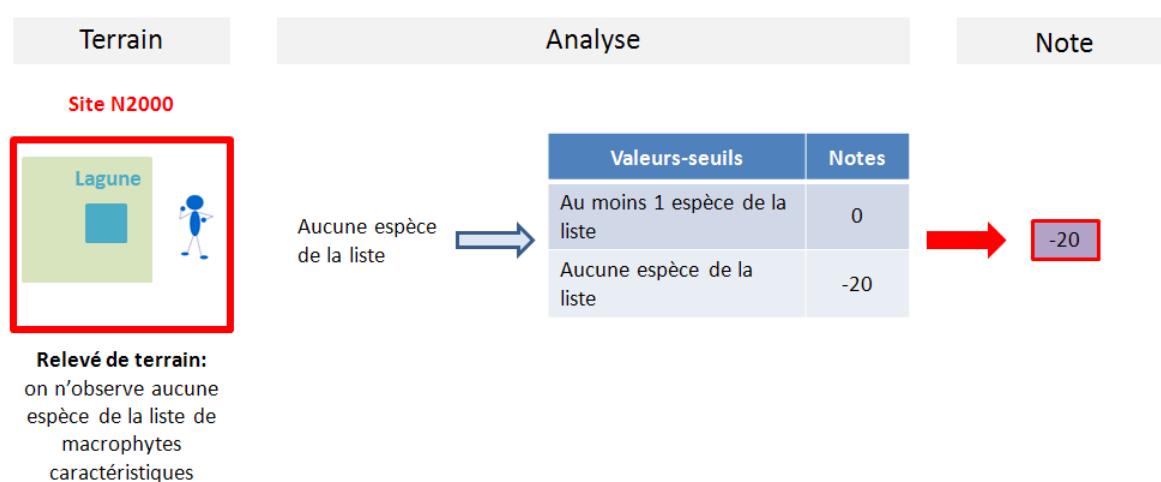 Terrain
Analyse
Note
Site N2000
Lagune
Relevé de terrain:
on n’observe aucune
espèce de la liste de
macrophytes
caractéristiques
Aucune espèce
de la liste
Valeurs-seuils Notes
Au moins 1 espèce de la
liste
0
Aucune espèce de la
liste
-20
-20